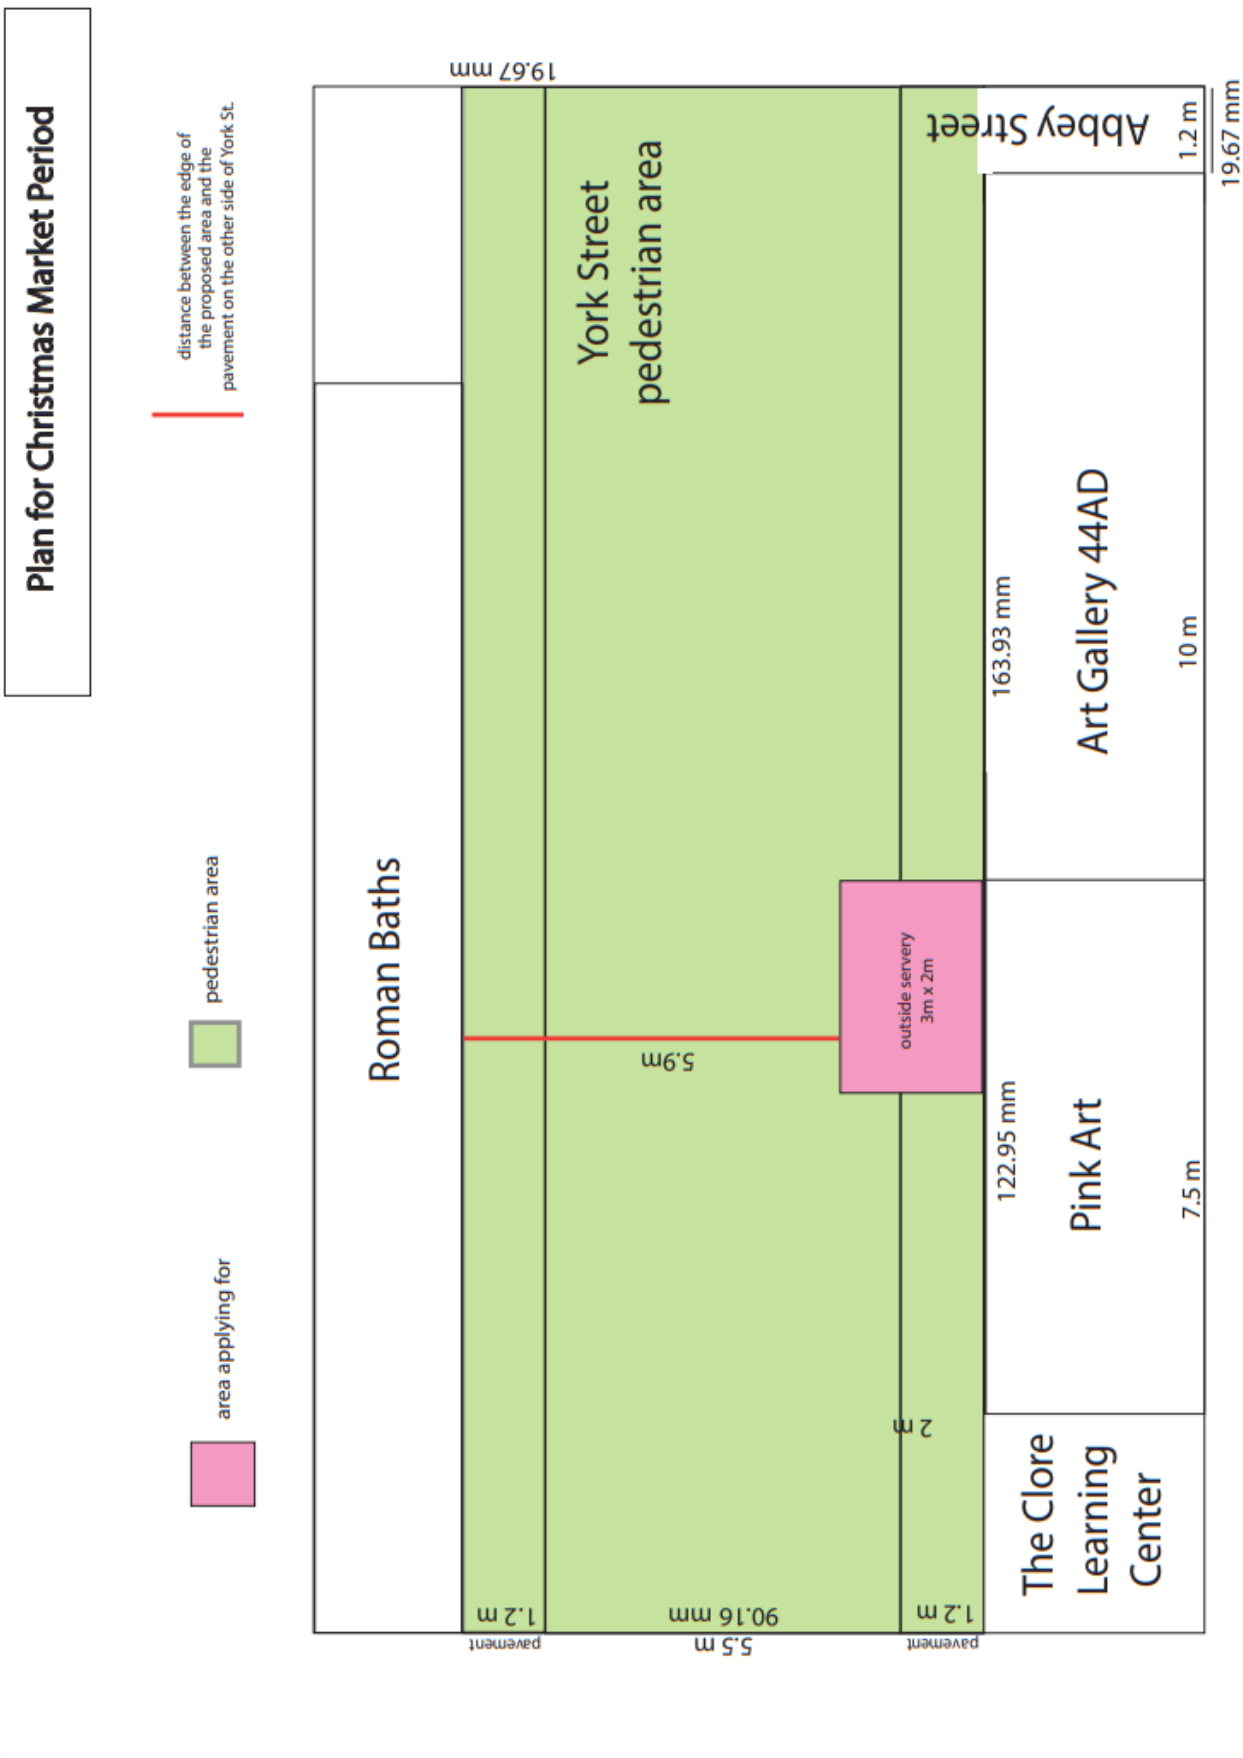 Plan for Christmas Market Period
area applying for
pedestrian area
distance between the edge of
the proposed area and the
pavement on the other side of York St.
Roman Baths
19.67 mm
1.2 m
pavement
York Street
pedestrian area
5.9m
90.16 mm
5.5 m
outside servery
3m x 2m
2 m
1.2 m
pavement
The Clore
Learning
Center
122.95 mm
Pink Art
7.5 m
163.93 mm
Art Gallery 44AD
10 m
Abbey Street
1.2 m
19.67 mm